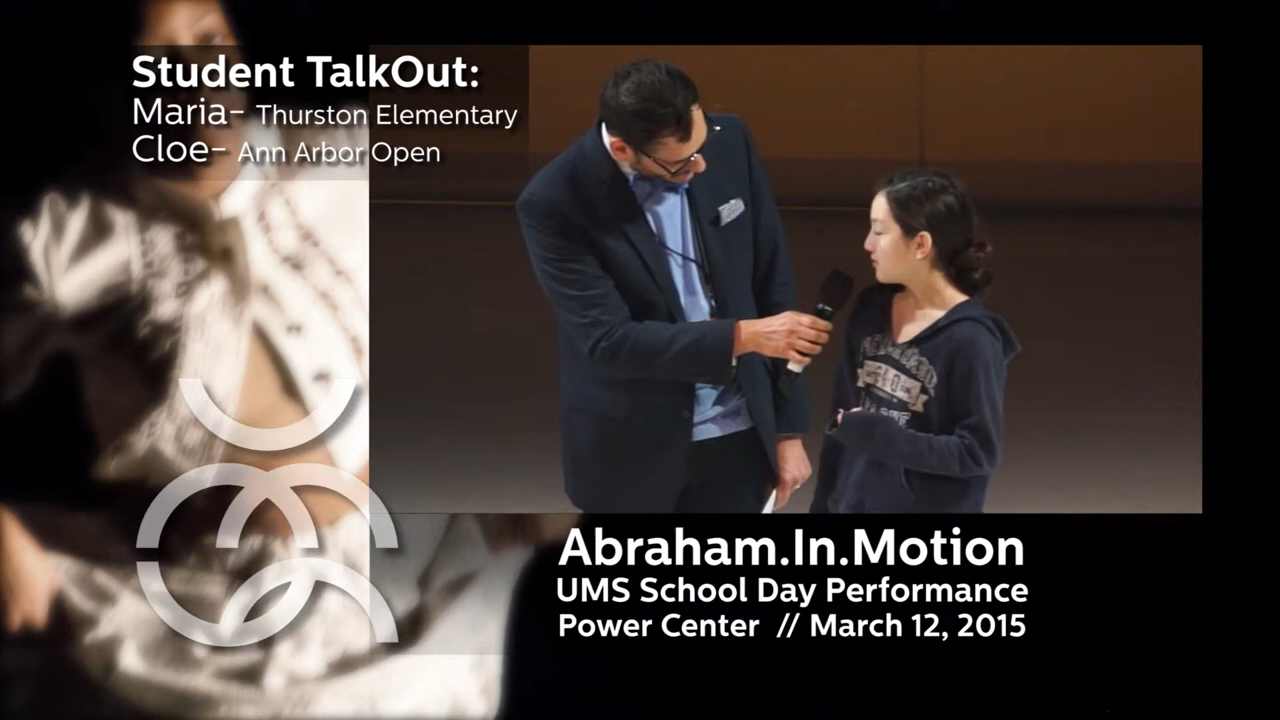 Student TalkOut:
Maria- Thurston Elementary
Cloe- Ann Arbor Open
Abraham.In.Motion
UMS School Day Performance
Power Center // March 12, 2015